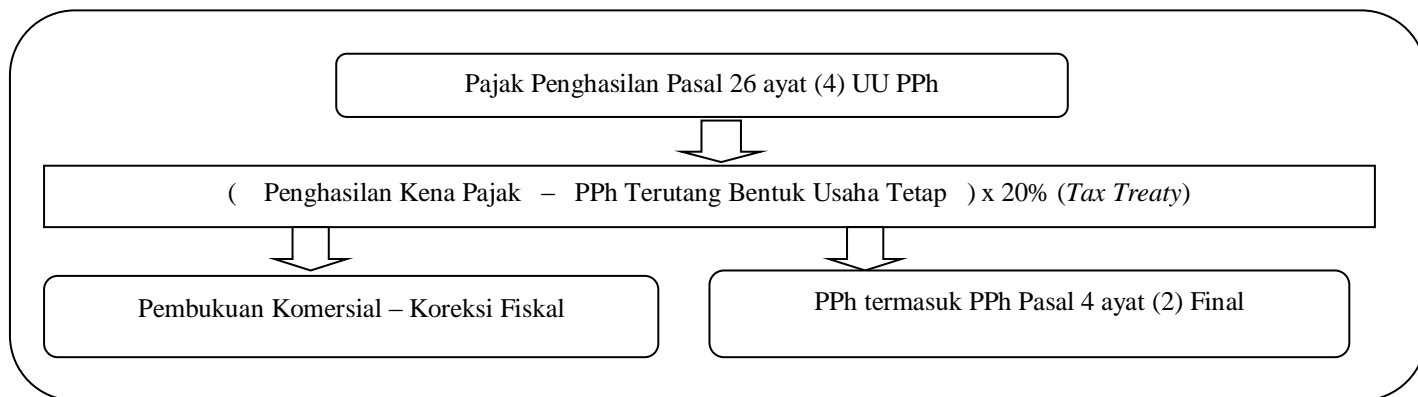 Pajak Penghasilan Pasal 26 ayat (4) UU PPh
( Penghasilan Kena Pajak – PPh Terutang Bentuk Usaha Tetap ) x 20% (Tax Treaty)
Pembukuan Komersial – Koreksi Fiskal
PPh termasuk PPh Pasal 4 ayat (2) Final